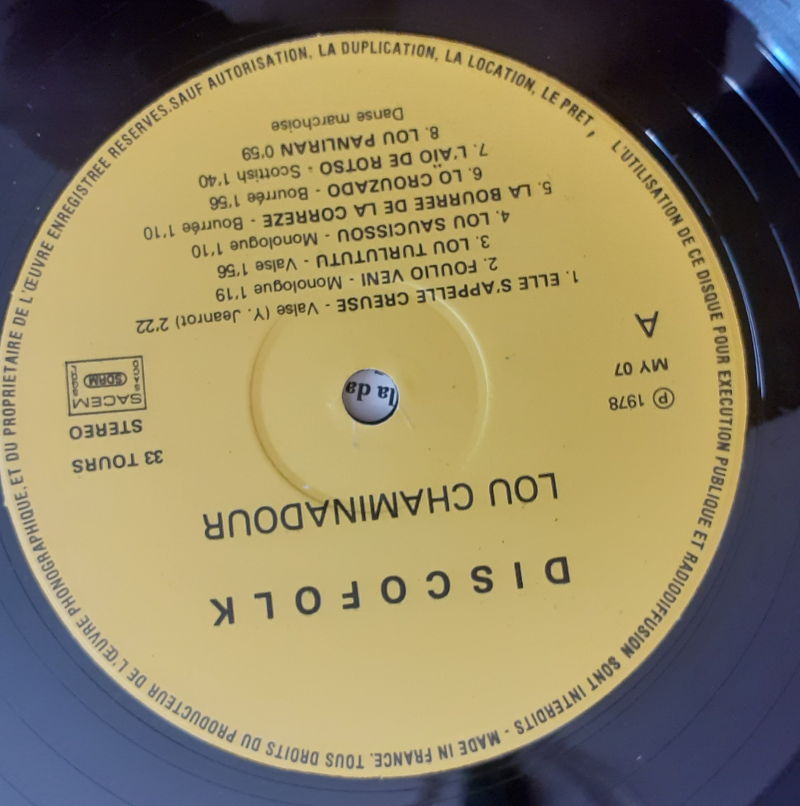 DISCOFOLK
LOU CHAMINADOUR
33 TOURS
STEREO
SACEM
SDRM
℗ 1978
MY 07
A
1. ELLE S'APPELLE CREUSE - Valse (Y. Jeanrot) 2'22
2. FOULIO VENI - Monologue 1'19
3. LOU TURLUTUTU - Valse 1'56
4. LOU SAUCISSOU - Monologue 1'10
5. LA BOURREE DE LA CORREZE - Bourrée 1'10
6. LO CROUZADO - Bourrée 1'56
7. L'AÏO DE ROTSO - Scottish 1'40
8. LOU PANLIRAN 0'59
Danse marchoise
MADE IN FRANCE. TOUS DROITS DU PRODUCTEUR DE L'ŒUVRE PHONOGRAPHIQUE, ET DU PROPRIETAIRE DE L'ŒUVRE ENREGISTREE RESERVES. SAUF AUTORISATION, LA DUPLICATION, LA LOCATION, LE PRET, L'UTILISATION DE CE DISQUE POUR EXECUTION PUBLIQUE ET RADIODIFFUSION SONT INTERDITS -
la da